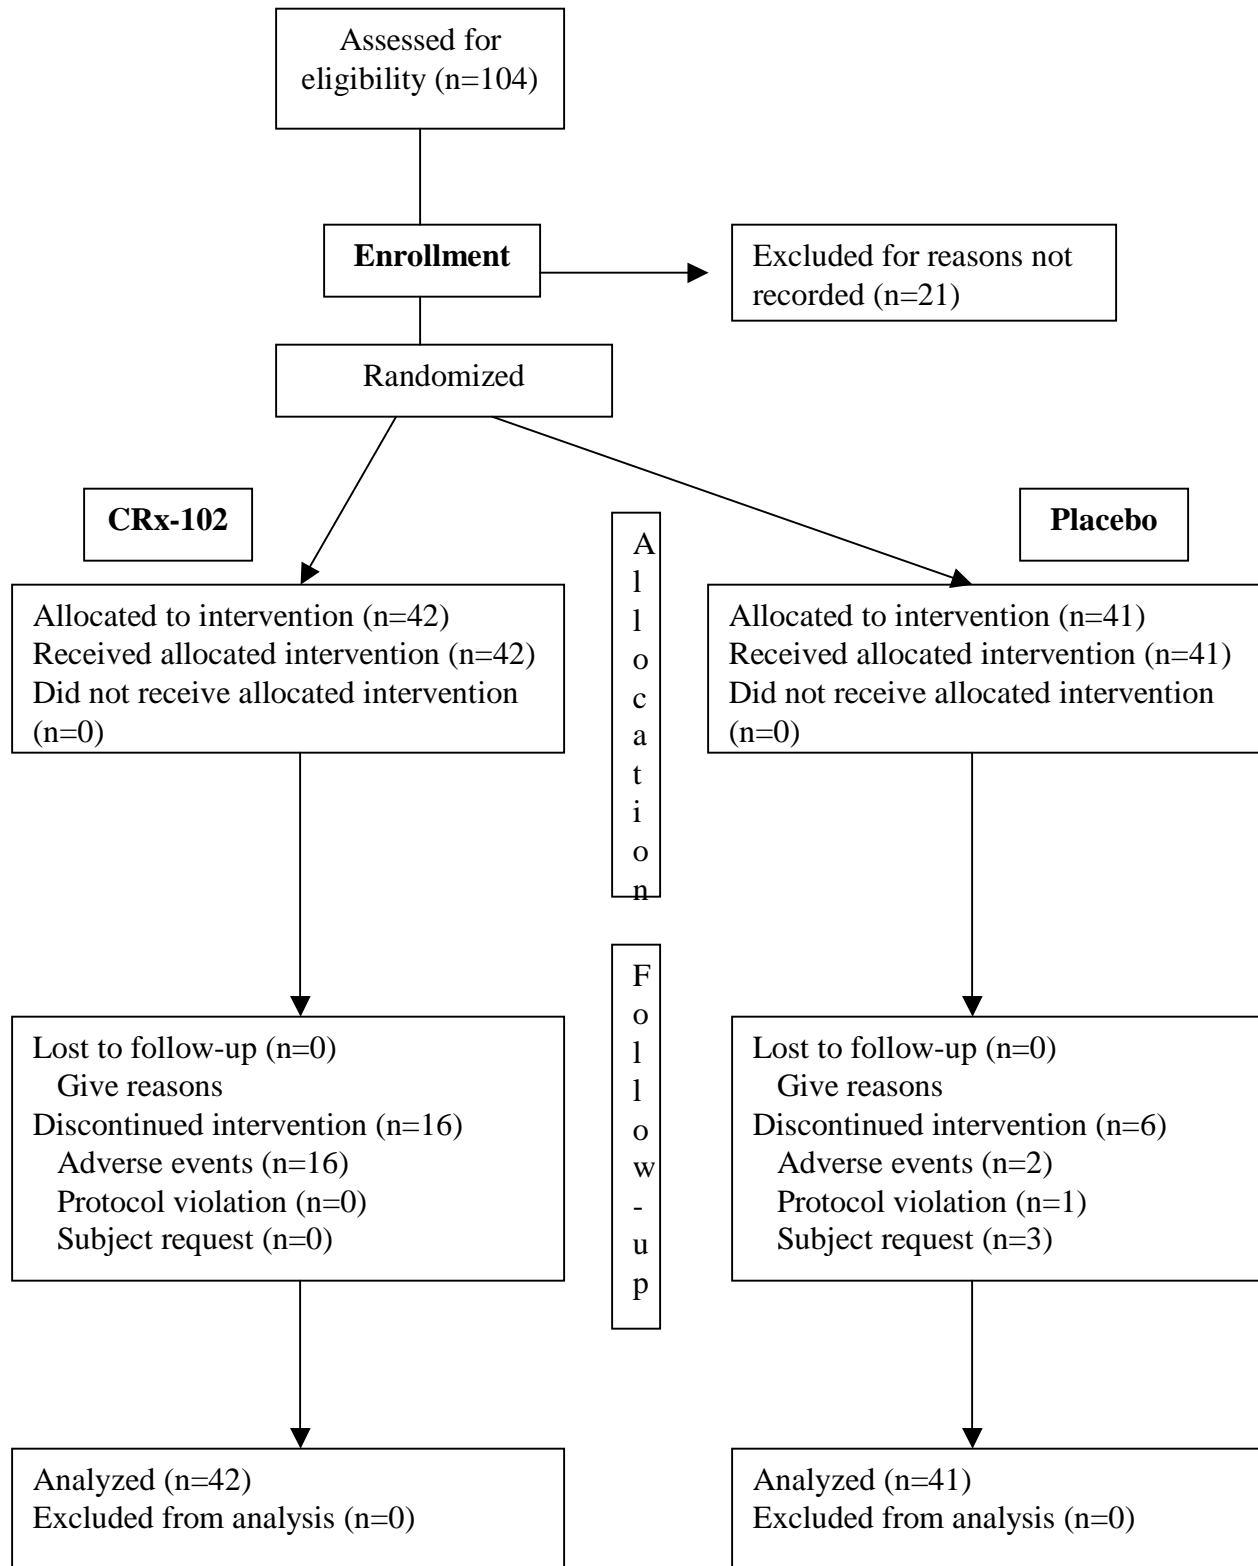 Assessed for
eligibility (n=104)
Enrollment
Excluded for reasons not
recorded (n=21)
Randomized
CRx-102
Placebo
Allocation
Allocated to intervention (n=42)
Received allocated intervention (n=42)
Did not receive allocated intervention
(n=0)
Allocated to intervention (n=41)
Received allocated intervention (n=41)
Did not receive allocated intervention
(n=0)
Follow-up
Lost to follow-up (n=0)
Give reasons
Discontinued intervention (n=16)
Adverse events (n=16)
Protocol violation (n=0)
Subject request (n=0)
Lost to follow-up (n=0)
Give reasons
Discontinued intervention (n=6)
Adverse events (n=2)
Protocol violation (n=1)
Subject request (n=3)
Analyzed (n=42)
Excluded from analysis (n=0)
Analyzed (n=41)
Excluded from analysis (n=0)